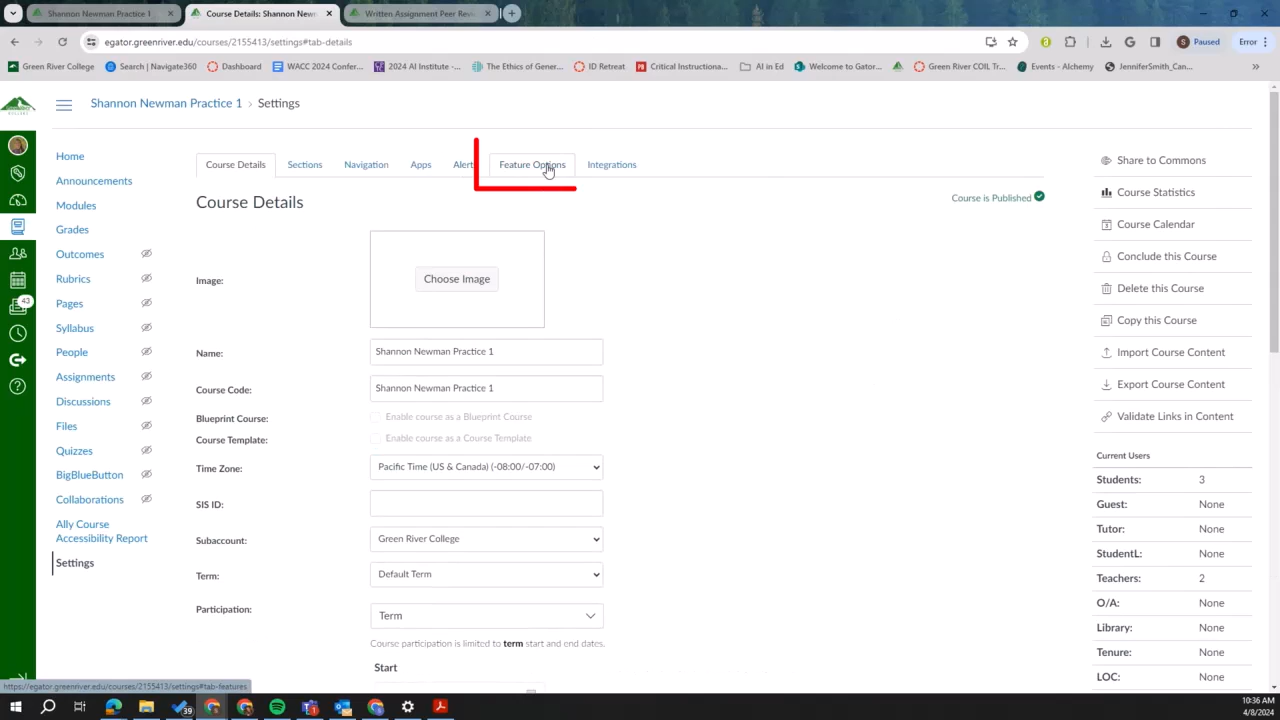 Shannon Newman Practice 1
Course Details: Shannon Newm
Written Assignment Peer Revi
egator.greenriver.edu/courses/2155413/settings#tab-details
S Paused
Error
Green River College
Search | Navigate360
Dashboard
WACC 2024 Confer...
2024 AI Institute -...
The Ethics of Gener...
ID Retreat
Critical Instructiona...
AI in Ed
Welcome to Gator...
Green River COIL Tr...
Events - Alchemy
JenniferSmith_Can...
Shannon Newman Practice 1 › Settings
Course Details
Sections
Navigation
Apps
Alert
Feature Options
Integrations
Home
Announcements
Modules
Grades
Outcomes
Rubrics
Pages
Syllabus
People
Assignments
Discussions
Files
Quizzes
BigBlueButton
Collaborations
Ally Course
Accessibility Report
Settings
43
Course Details
Course is Published
Image:
Choose Image
Name:
Shannon Newman Practice 1
Course Code:
Shannon Newman Practice 1
Blueprint Course:
Enable course as a Blueprint Course
Course Template:
Enable course as a Course Template
Time Zone:
Pacific Time (US & Canada) (-08:00/-07:00)
SIS ID:
Subaccount:
Green River College
Term:
Default Term
Participation:
Term
Course participation is limited to term start and end dates.
Start
Share to Commons
Course Statistics
Course Calendar
Conclude this Course
Delete this Course
Copy this Course
Import Course Content
Export Course Content
Validate Links in Content
Current Users
Students: 3
Guest: None
Tutor: None
StudentL: None
Teachers: 2
O/A: None
Library: None
Tenure: None
LOC: None
https://egator.greenriver.edu/courses/2155413/settings#tab-features
39
10:36 AM
4/8/2024